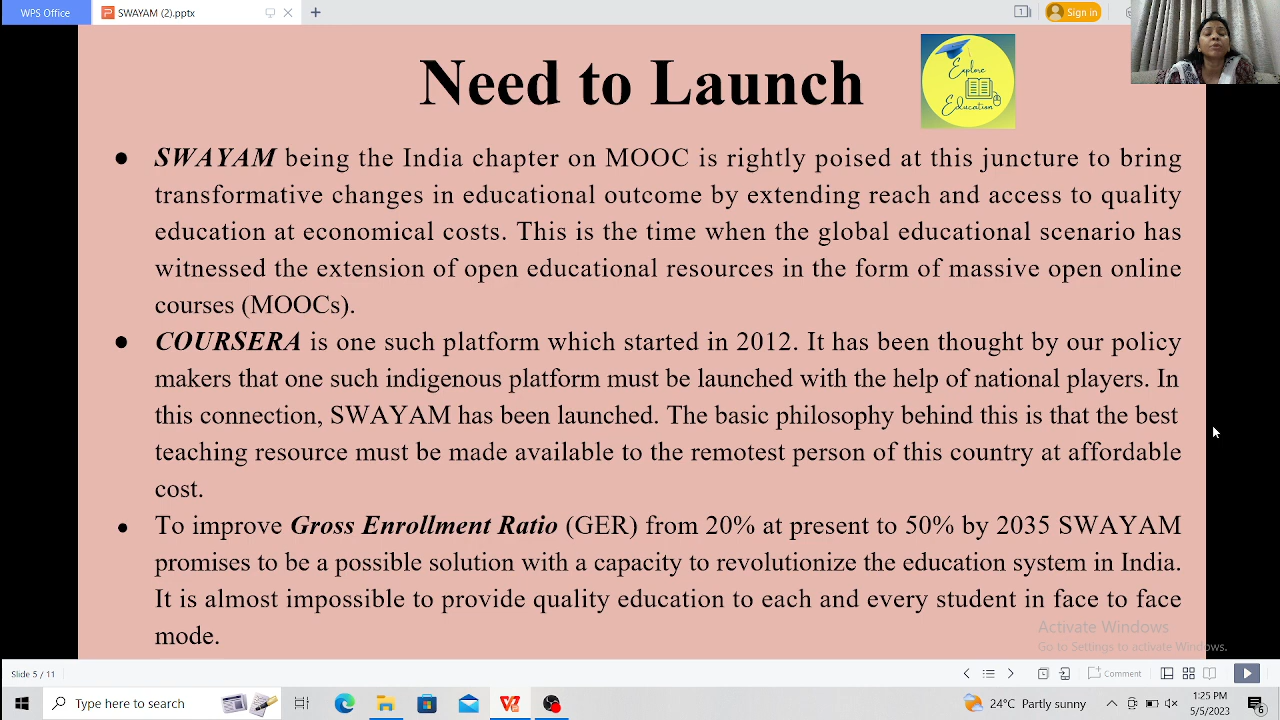 WPS Office
SWAYAM (2).pptx
1
Sign in
Need to Launch
Explore
Education
● SWAYAM being the India chapter on MOOC is rightly poised at this juncture to bring
transformative changes in educational outcome by extending reach and access to quality
education at economical costs. This is the time when the global educational scenario has
witnessed the extension of open educational resources in the form of massive open online
courses (MOOCs).
● COURSERA is one such platform which started in 2012. It has been thought by our policy
makers that one such indigenous platform must be launched with the help of national players. In
this connection, SWAYAM has been launched. The basic philosophy behind this is that the best
teaching resource must be made available to the remotest person of this country at affordable
cost.
● To improve Gross Enrollment Ratio (GER) from 20% at present to 50% by 2035 SWAYAM
promises to be a possible solution with a capacity to revolutionize the education system in India.
It is almost impossible to provide quality education to each and every student in face to face
mode.
Activate Windows
Go to Settings to activate Windows.
Slide 5 / 11
Comment
Type here to search
24°C Partly sunny
1:25 PM
5/5/2023
6